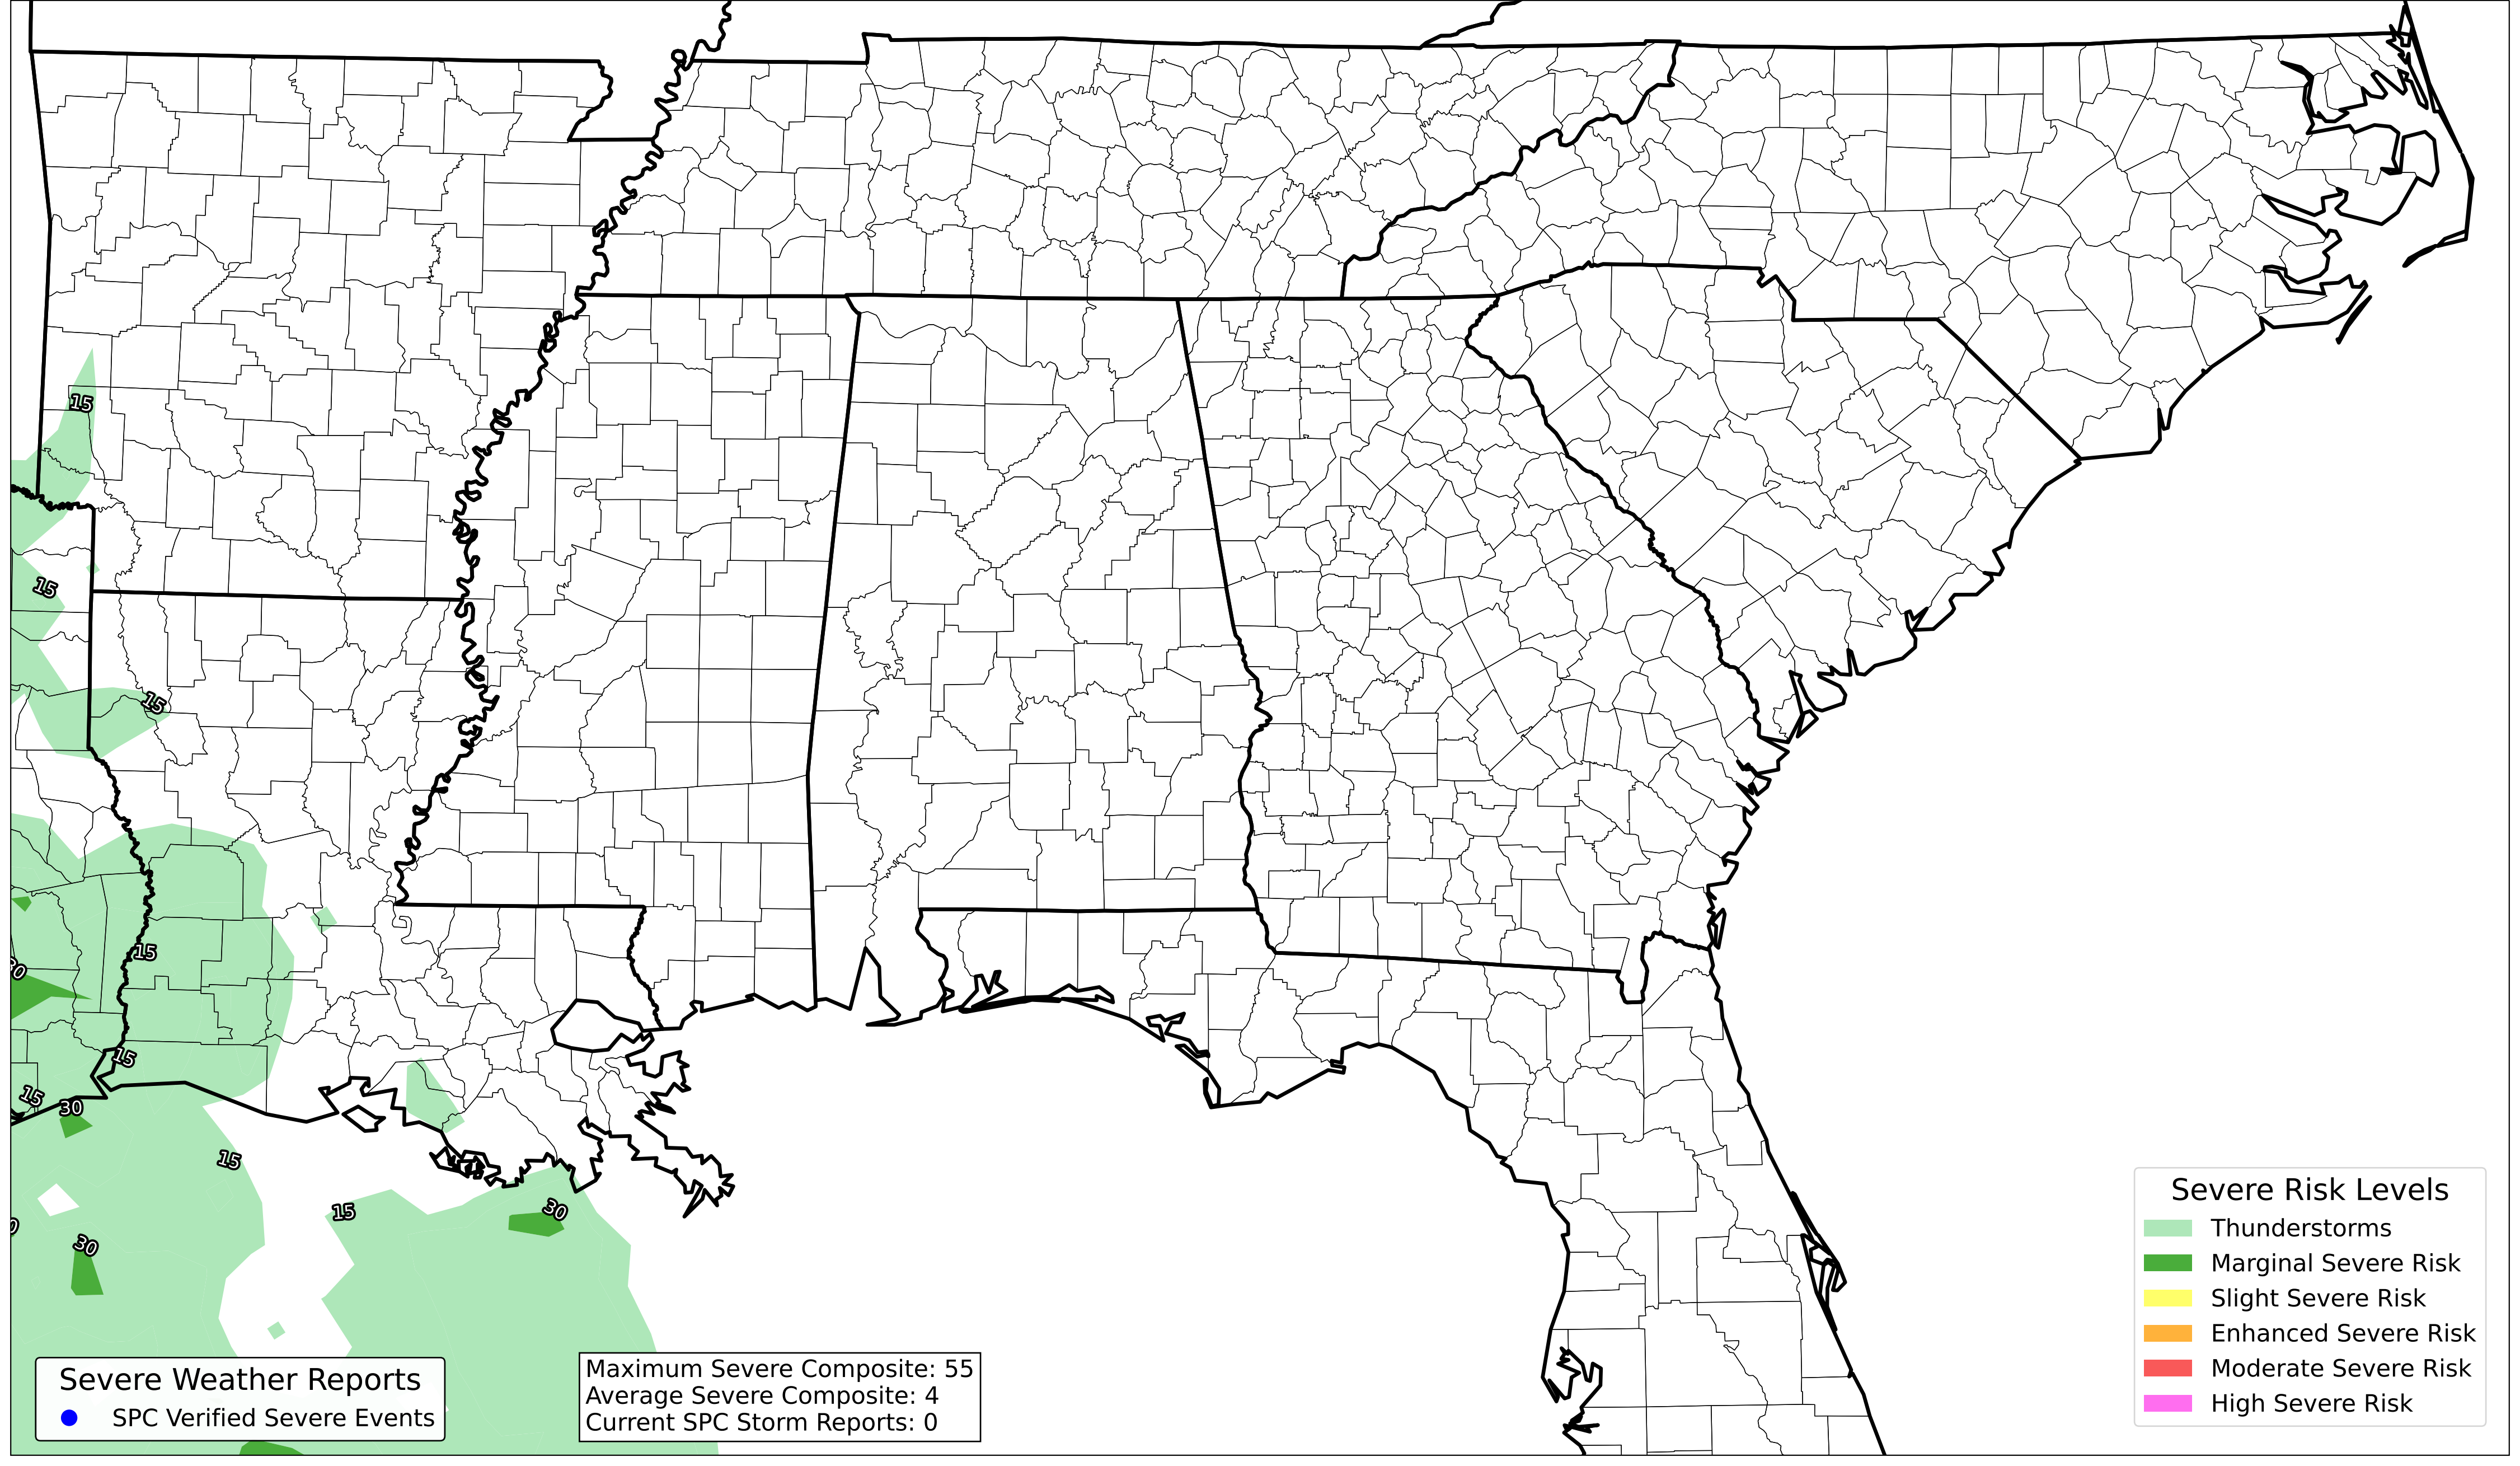 15
15
15
15
30
15
15
30
15
15
30
30
Severe Weather Reports
SPC Verified Severe Events
Maximum Severe Composite: 55
Average Severe Composite: 4
Current SPC Storm Reports: 0
Severe Risk Levels
Thunderstorms
Marginal Severe Risk
Slight Severe Risk
Enhanced Severe Risk
Moderate Severe Risk
High Severe Risk